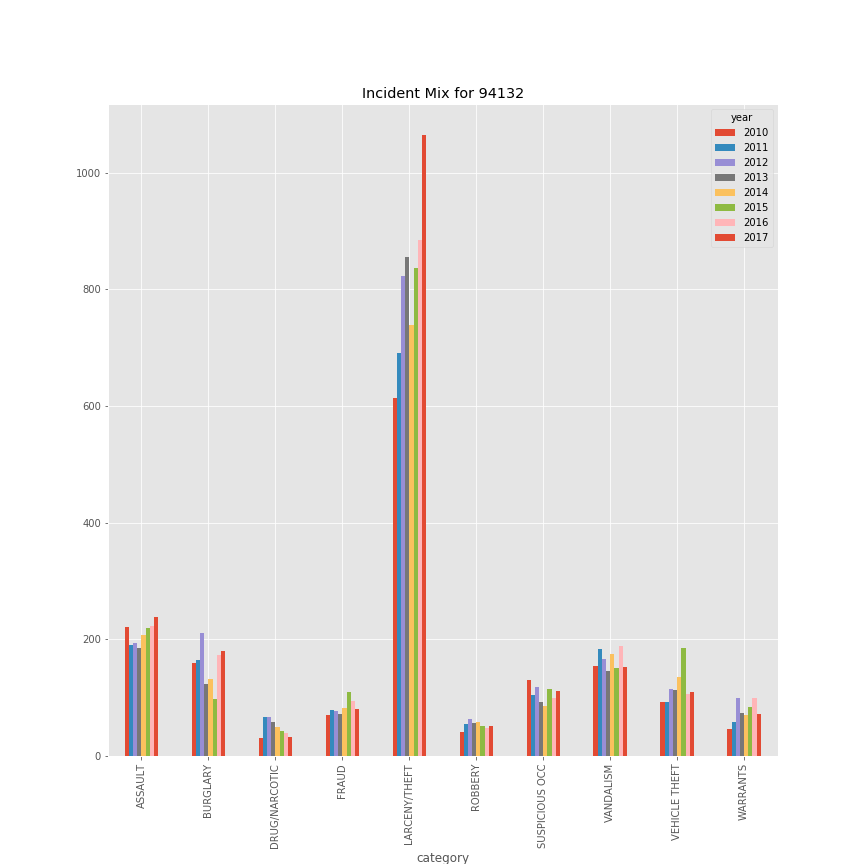 Incident Mix for 94132
year
2010
2011
2012
2013
2014
2015
2016
2017
1000
800
600
400
200
0
ASSAULT
BURGLARY
DRUG/NARCOTIC
FRAUD
LARCENY/THEFT
ROBBERY
SUSPICIOUS OCC
VANDALISM
VEHICLE THEFT
WARRANTS
category